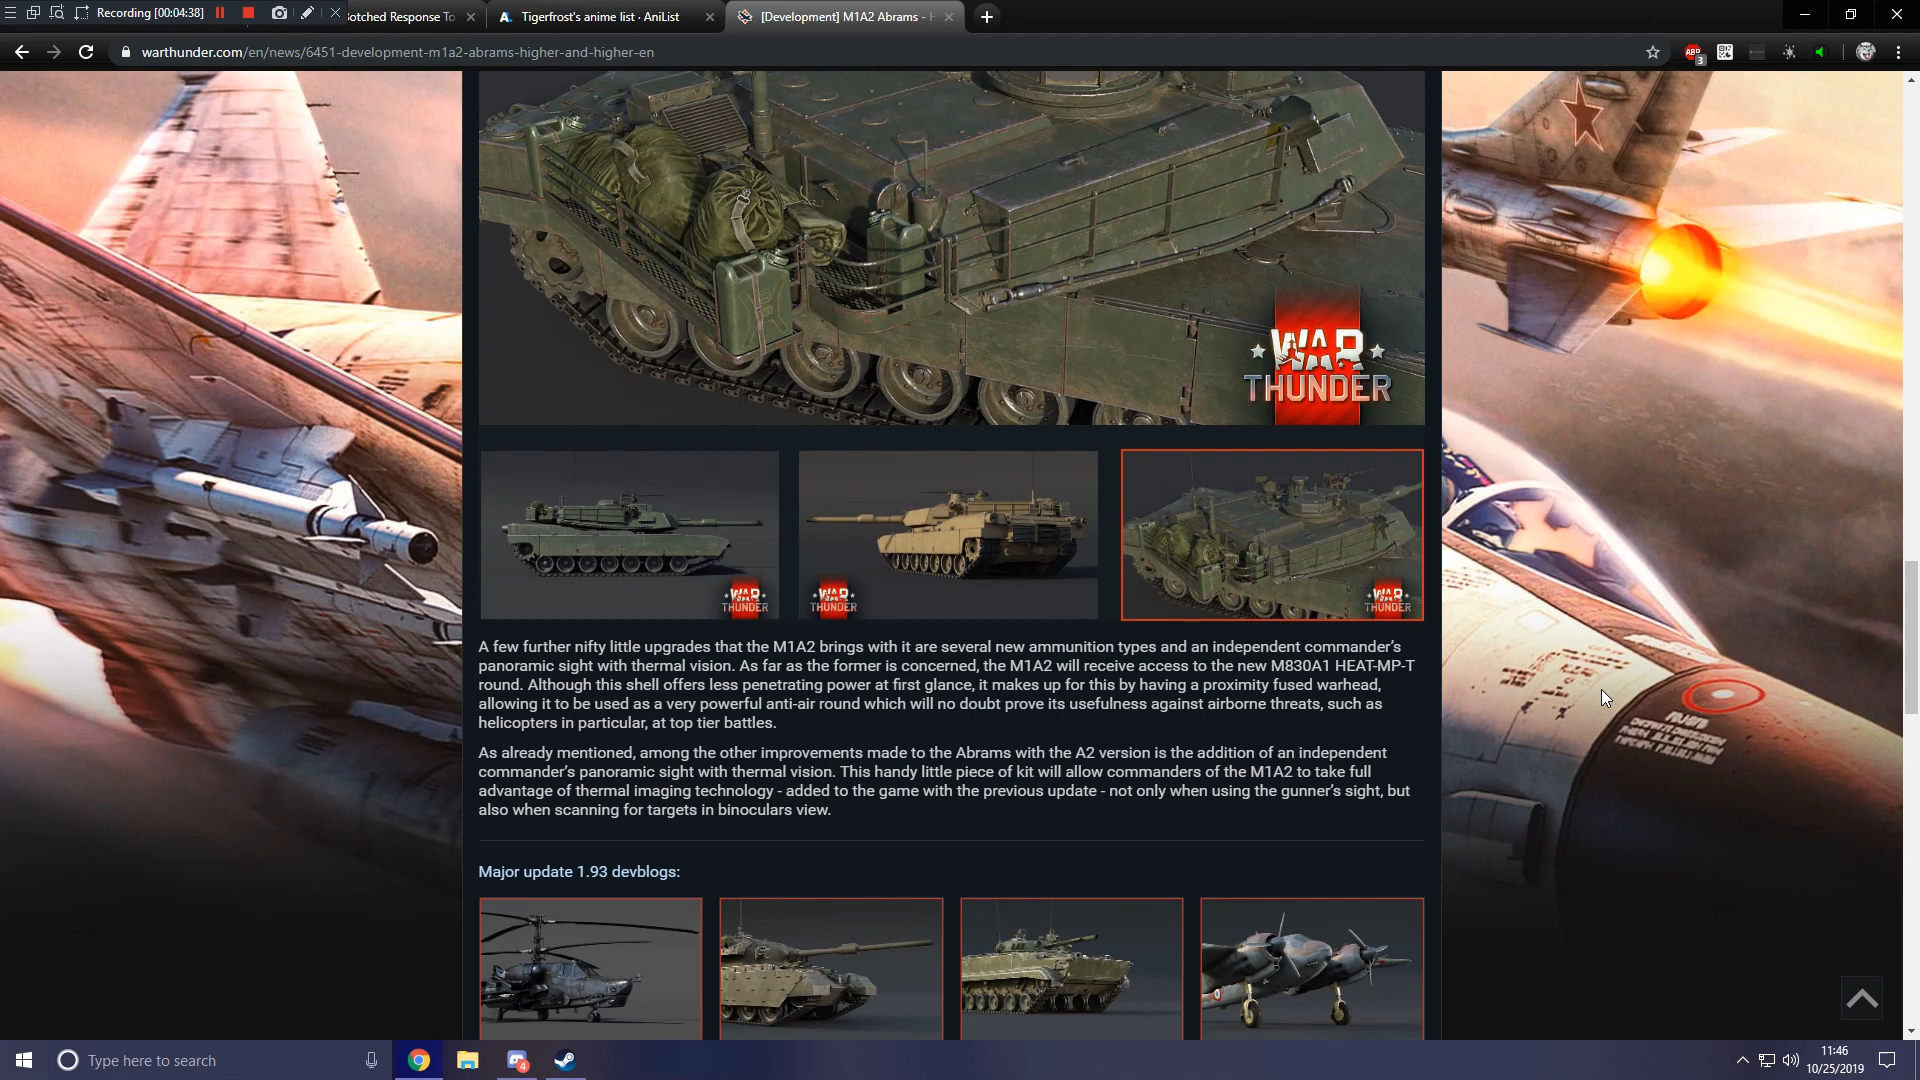 Recording [00:04:38]
Botched Response To
Tigerfrost's anime list · AniList
[Development] M1A2 Abrams - H
warthunder.com/en/news/6451-development-m1a2-abrams-higher-and-higher-en
ABP
3
WAR
THUNDER
WAR
THUNDER
WAR
THUNDER
WAR
THUNDER
A few further nifty little upgrades that the M1A2 brings with it are several new ammunition types and an independent commander's
panoramic sight with thermal vision. As far as the former is concerned, the M1A2 will receive access to the new M830A1 HEAT-MP-T
round. Although this shell offers less penetrating power at first glance, it makes up for this by having a proximity fused warhead,
allowing it to be used as a very powerful anti-air round which will no doubt prove its usefulness against airborne threats, such as
helicopters in particular, at top tier battles.
As already mentioned, among the other improvements made to the Abrams with the A2 version is the addition of an independent
commander's panoramic sight with thermal vision. This handy little piece of kit will allow commanders of the M1A2 to take full
advantage of thermal imaging technology - added to the game with the previous update - not only when using the gunner's sight, but
also when scanning for targets in binoculars view.
Major update 1.93 devblogs:
Type here to search
4
11:46
10/25/2019